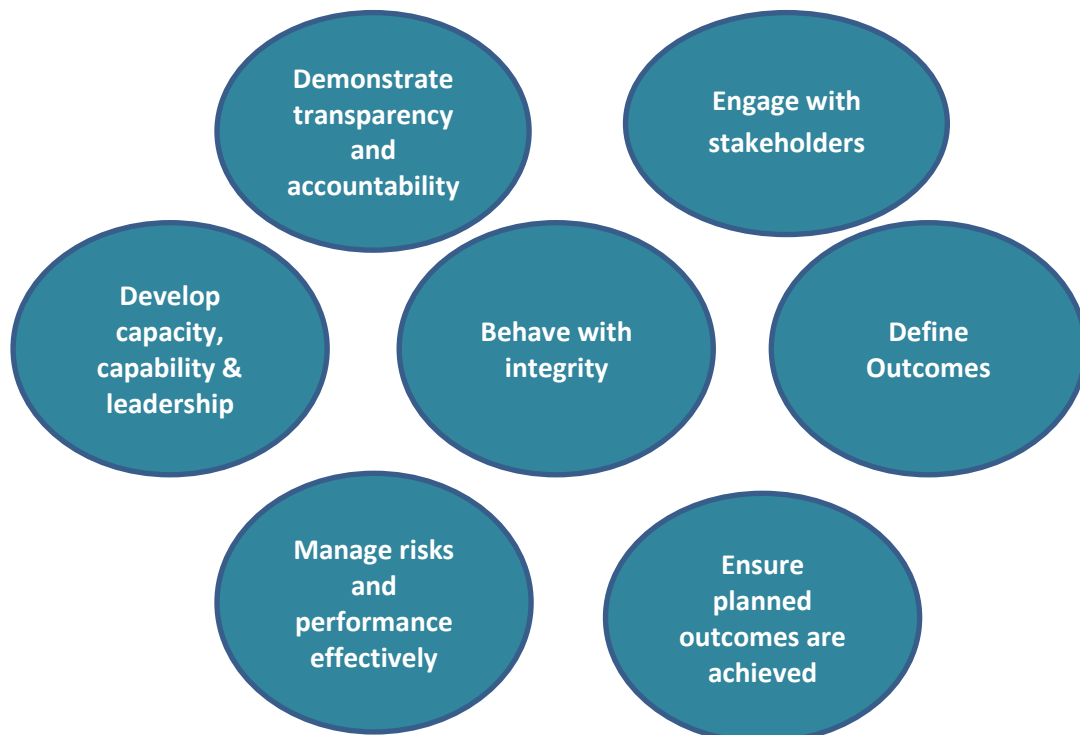 Demonstrate
transparency
and
accountability
Engage with
stakeholders
Develop
capacity,
capability &
leadership
Behave with
integrity
Define
Outcomes
Manage risks
and
performance
effectively
Ensure
planned
outcomes are
achieved